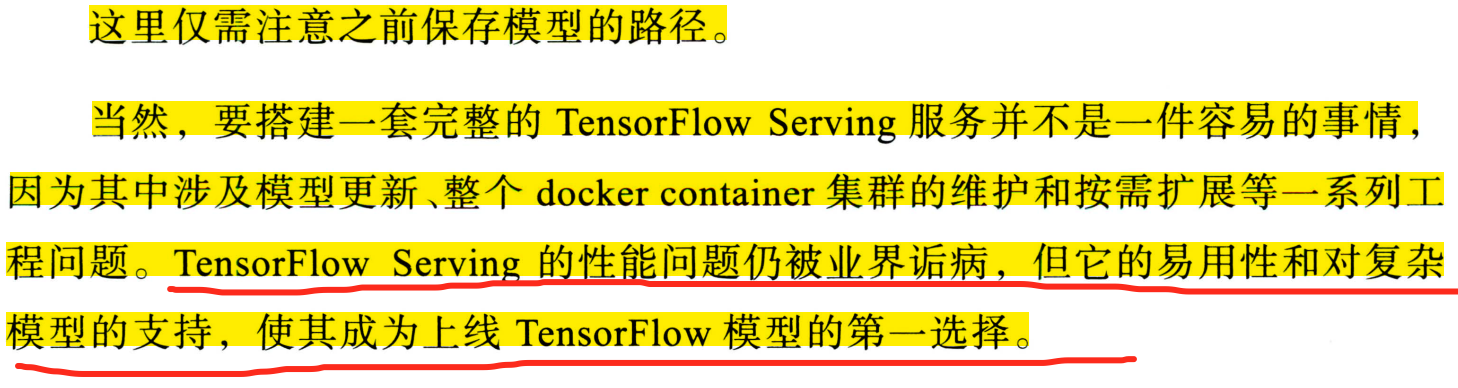 这里仅需注意之前保存模型的路径。
当然，要搭建一套完整的 TensorFlow Serving 服务并不是一件容易的事情，
因为其中涉及模型更新、整个 docker container 集群的维护和按需扩展等一系列工
程问题。TensorFlow Serving 的性能问题仍被业界诟病，但它的易用性和对复杂
模型的支持，使其成为上线 TensorFlow 模型的第一选择。